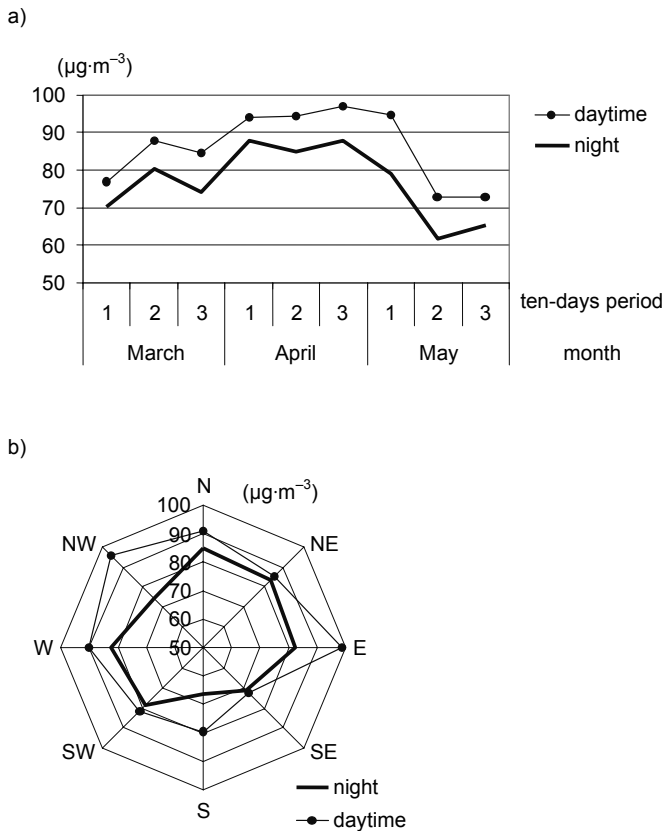 a)
(µg·m⁻³)
100
90
80
70
60
50
daytime
night
1 2 3 1 2 3 1 2 3 ten-days period
March April May month
b)
N (µg·m⁻³)
100
NW 90 NE
80
70
60
W 50 E
SW SE
S
night
daytime